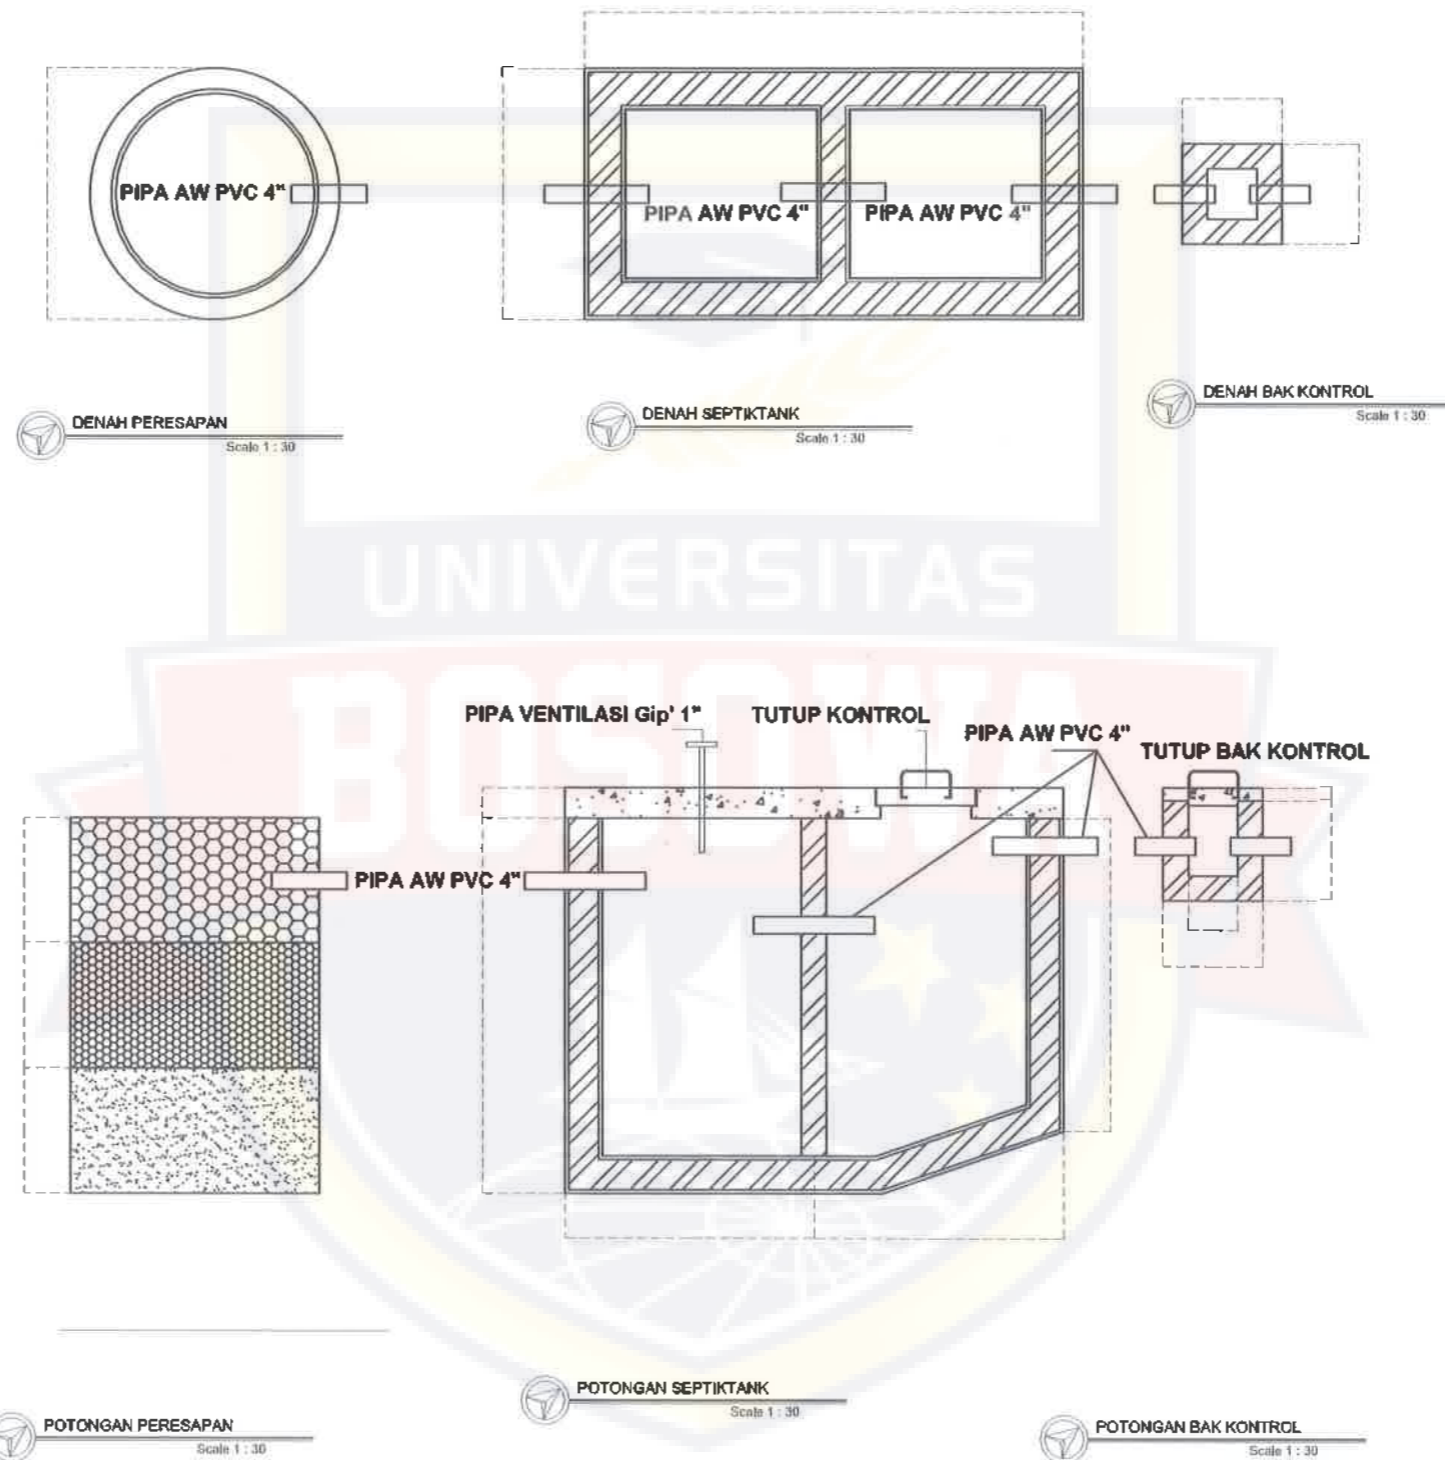 PIPA AW PVC 4"
PIPA AW PVC 4"
PIPA AW PVC 4"
DENAH PERESAPAN
Scale 1 : 30
DENAH SEPTIKTANK
Scale 1 : 30
DENAH BAK KONTROL
Scale 1 : 30
UNIVERSITAS
BOSOWA
PIPA VENTILASI Gip' 1"
TUTUP KONTROL
PIPA AW PVC 4"
TUTUP BAK KONTROL
PIPA AW PVC 4"
POTONGAN PERESAPAN
Scale 1 : 30
POTONGAN SEPTIKTANK
Scale 1 : 30
POTONGAN BAK KONTROL
Scale 1 : 30